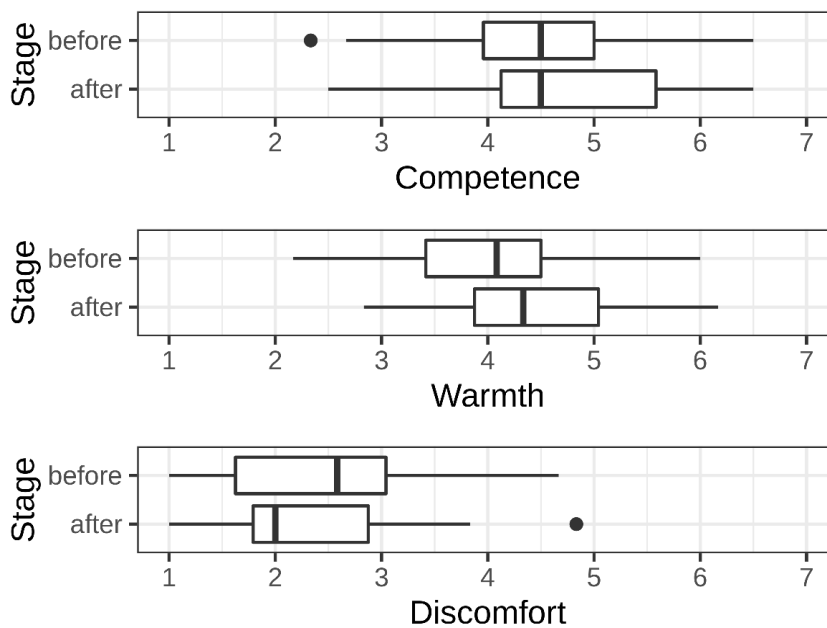 Stage
before
after
1 2 3 4 5 6 7
Competence
Stage
before
after
1 2 3 4 5 6 7
Warmth
Stage
before
after
1 2 3 4 5 6 7
Discomfort